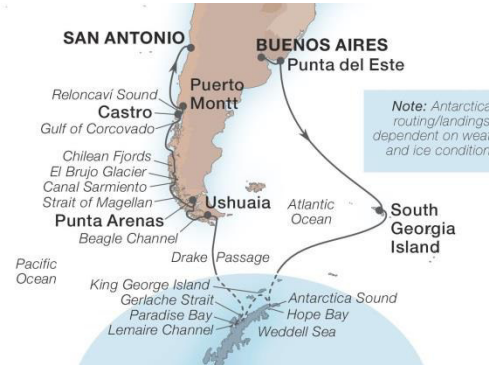 SAN ANTONIO
BUENOS AIRES
Punta del Este
Puerto
Montt
Reloncaví Sound
Castro
Gulf of Corcovado
Note: Antarctica
routing/landings
dependent on
and ice
Chilean Fjords
El Brujo Glacier
Canal Sarmiento
Strait of Magellan
Ushuaia
Punta Arenas
Beagle Channel
Atlantic
Ocean
South
Georgia
Island
Drake Passage
Pacific
Ocean
King George Island
Gerlache Strait
Paradise Bay
Lemaire Channel
Antarctica Sound
Hope Bay
Weddell Sea